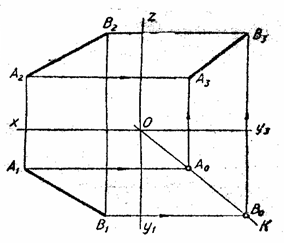 B₂ z B₃
A₂ A₃
x O y₃
A₁ A₀
B₁ y₁ B₀
K